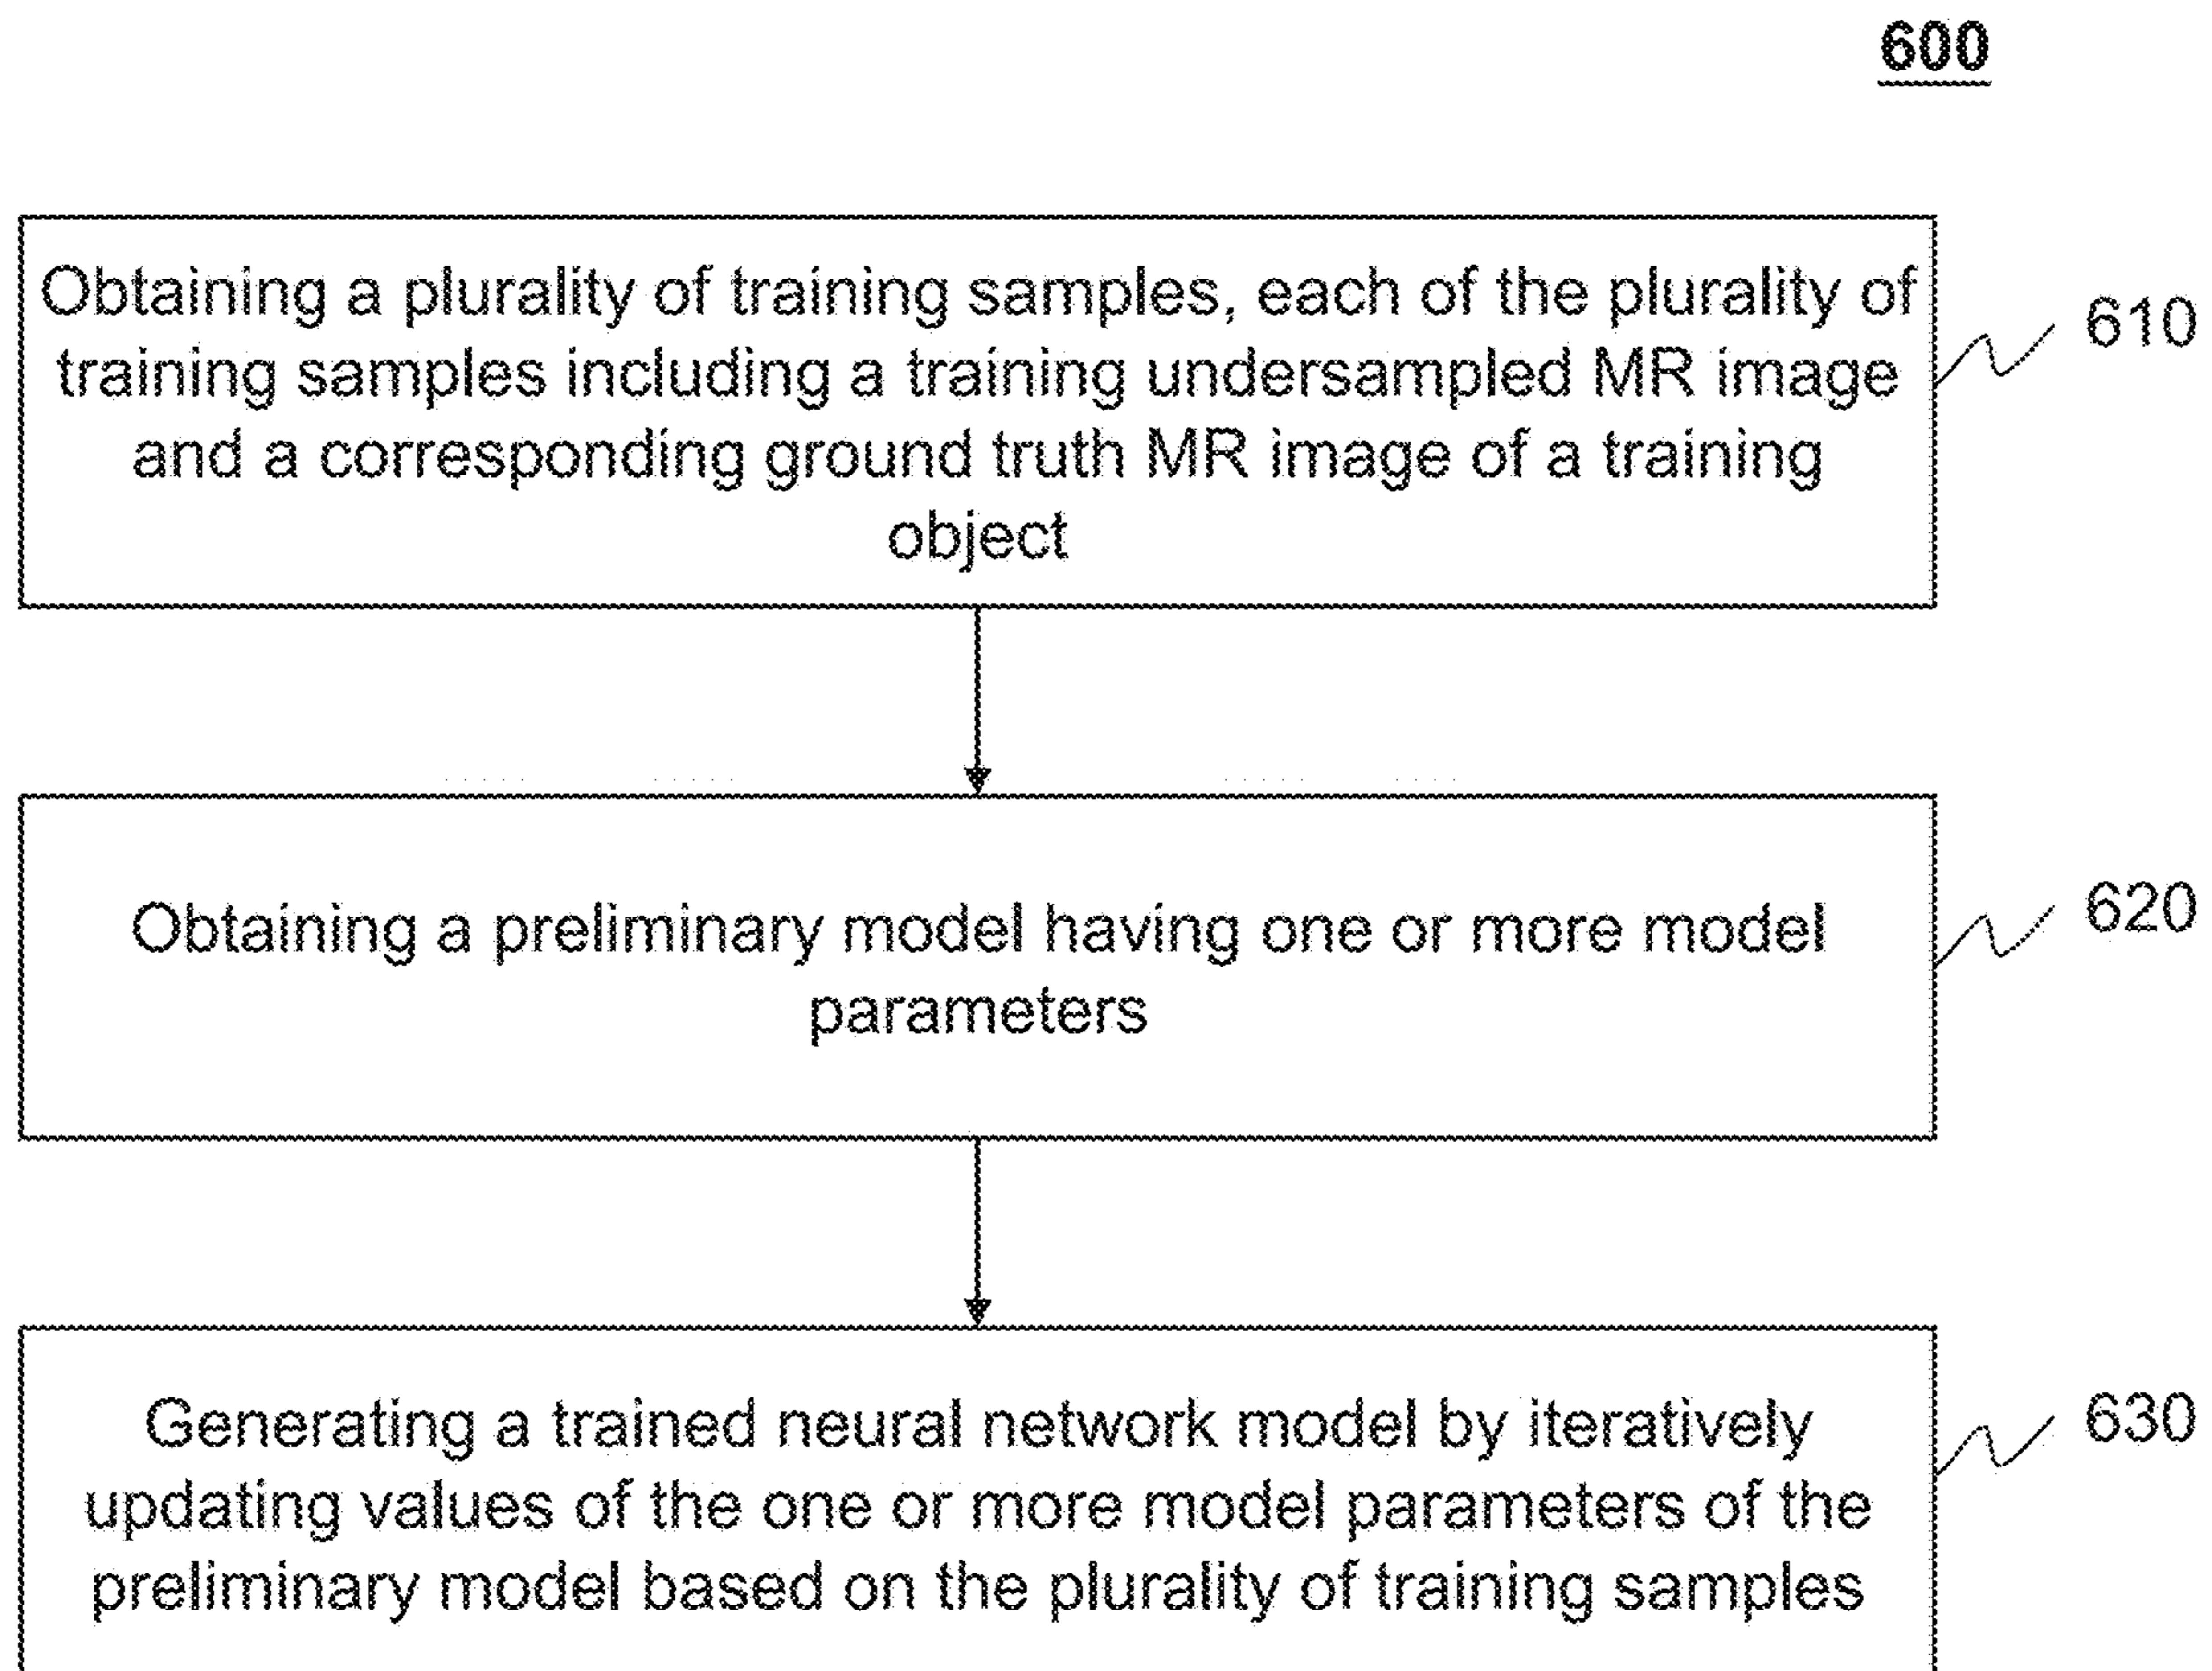 600
Obtaining a plurality of training samples, each of the plurality of
training samples including a training undersampled MR image
and a corresponding ground truth MR image of a training
object
610
Obtaining a preliminary model having one or more model
parameters
620
Generating a trained neural network model by iteratively
updating values of the one or more model parameters of the
preliminary model based on the plurality of training samples
630